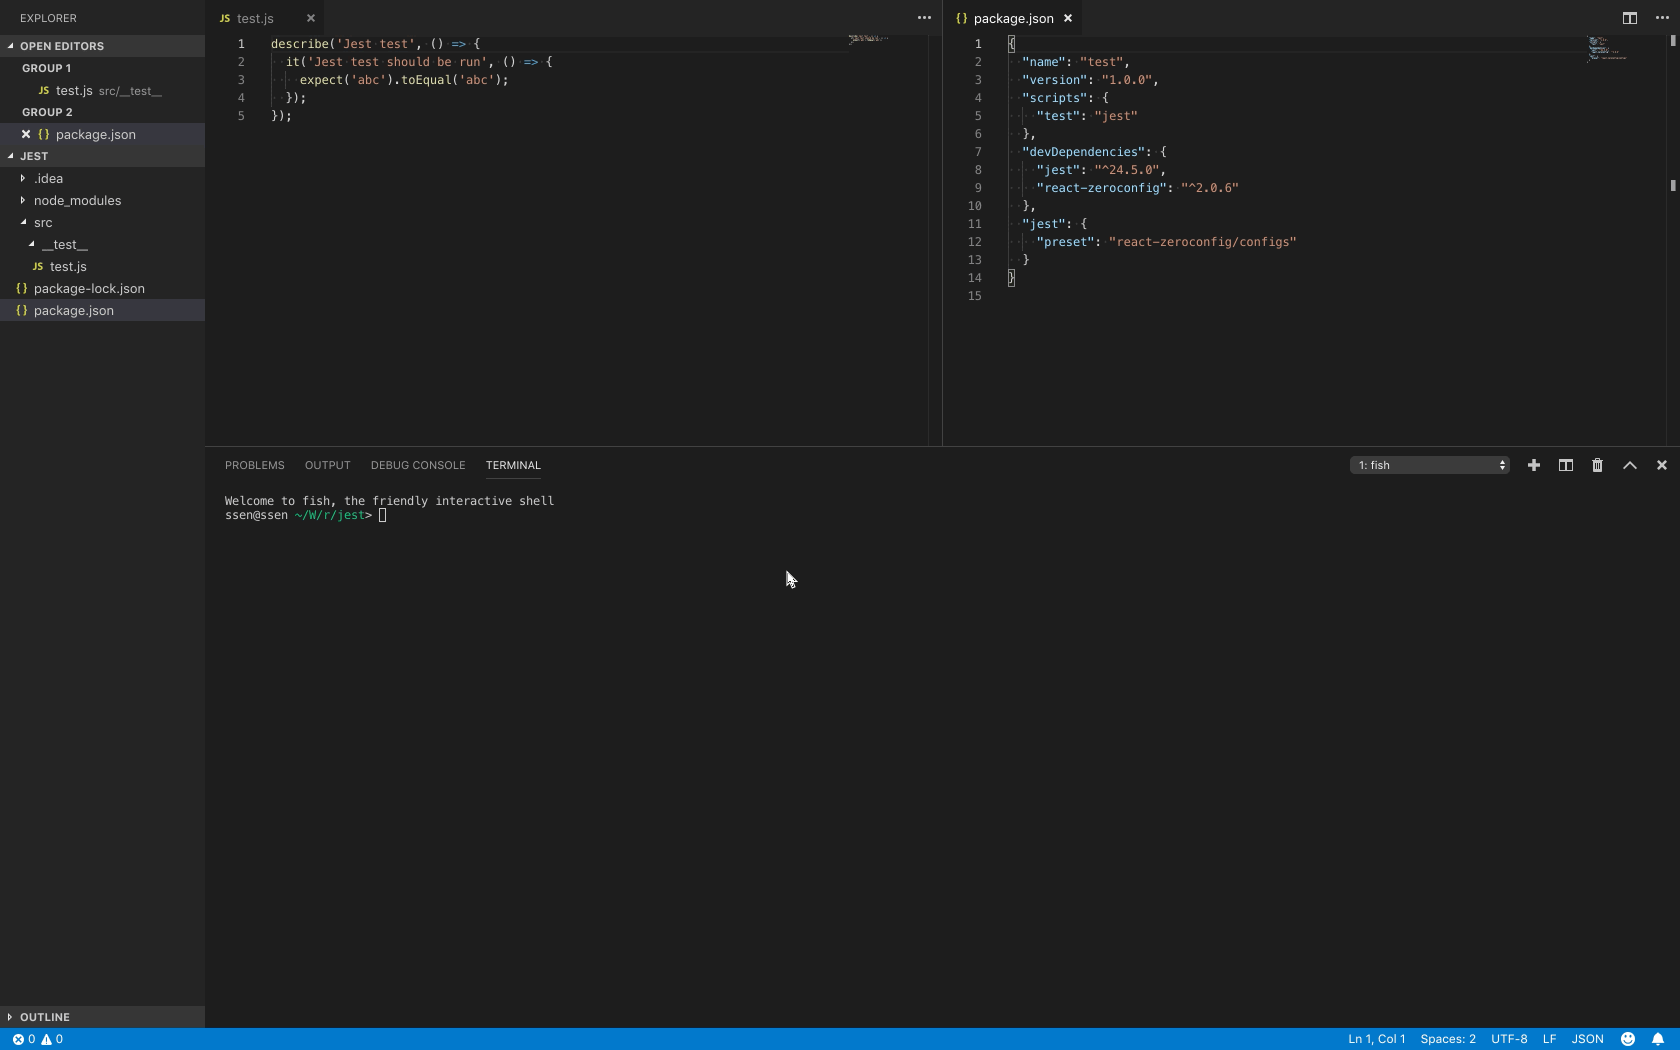 EXPLORER
OPEN EDITORS
GROUP 1
JS test.js src/__test__
GROUP 2
{} package.json
JEST
.idea
node_modules
src
__test__
JS test.js
{} package-lock.json
{} package.json
OUTLINE
JS test.js
1 describe('Jest test', () => {
2 it('Jest test should be run', () => {
3 expect('abc').toEqual('abc');
4 });
5 });
{} package.json
1 {
2 "name": "test",
3 "version": "1.0.0",
4 "scripts": {
5 "test": "jest"
6 },
7 "devDependencies": {
8 "jest": "^24.5.0",
9 "react-zeroconfig": "^2.0.6"
10 },
11 "jest": {
12 "preset": "react-zeroconfig/configs"
13 }
14 }
15
PROBLEMS OUTPUT DEBUG CONSOLE TERMINAL 1: fish
Welcome to fish, the friendly interactive shell
ssen@ssen ~/W/r/jest>
0 0 Ln 1, Col 1 Spaces: 2 UTF-8 LF JSON